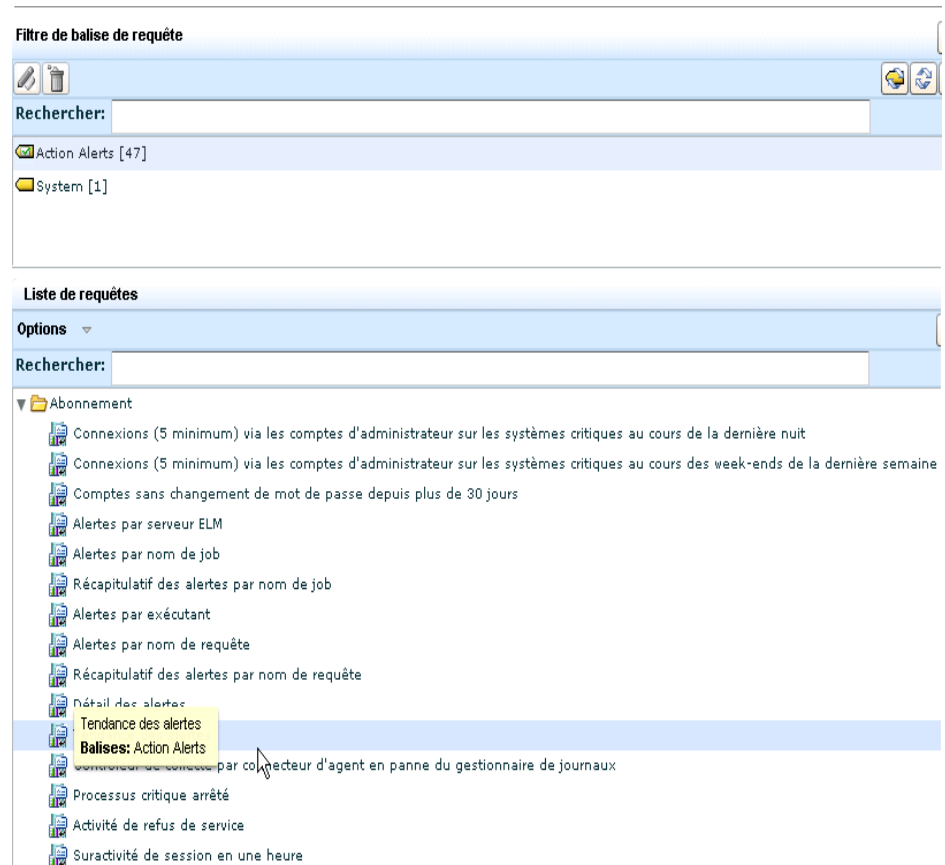 Filtre de balise de requête
Rechercher:
Action Alerts [47]
System [1]
Liste de requêtes
Options
Rechercher:
Abonnement
Connexions (5 minimum) via les comptes d'administrateur sur les systèmes critiques au cours de la dernière nuit
Connexions (5 minimum) via les comptes d'administrateur sur les systèmes critiques au cours des week-ends de la dernière semaine
Comptes sans changement de mot de passe depuis plus de 30 jours
Alertes par serveur ELM
Alertes par nom de job
Récapitulatif des alertes par nom de job
Alertes par exécutant
Alertes par nom de requête
Récapitulatif des alertes par nom de requête
Détail des alertes
Tendance des alertes
Balises: Action Alerts
par connecteur d'agent en panne du gestionnaire de journaux
Processus critique arrêté
Activité de refus de service
Suractivité de session en une heure